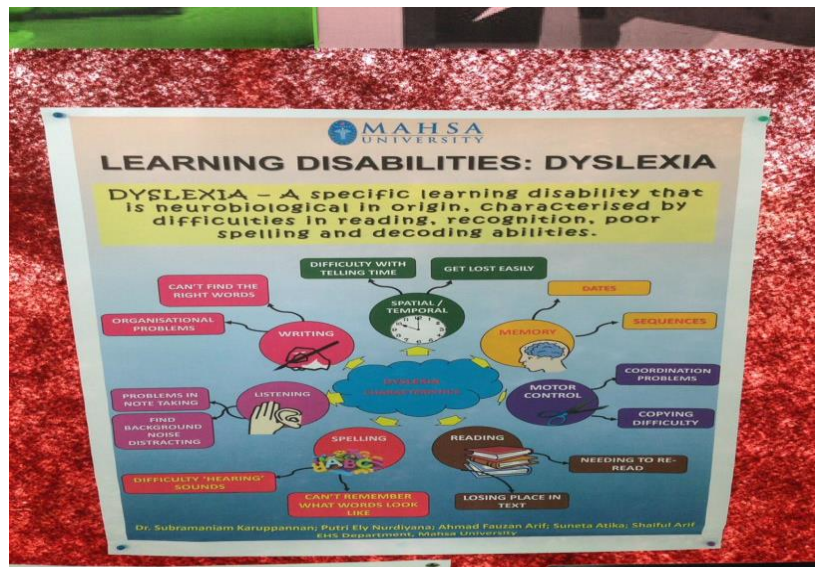 MAHSA
UNIVERSITY
LEARNING DISABILITIES: DYSLEXIA
DYSLEXIA – A specific learning disability that
is neurobiological in origin, characterised by
difficulties in reading, recognition, poor
spelling and decoding abilities.
DIFFICULTY WITH
TELLING TIME
GET LOST EASILY
SPATIAL /
TEMPORAL
CAN'T FIND THE
RIGHT WORDS
ORGANISATIONAL
PROBLEMS
WRITING
DATES
SEQUENCES
MEMORY
DYSLEXIA
CHARACTERISTICS
PROBLEMS IN
NOTE TAKING
FIND
BACKGROUND
NOISE
DISTRACTING
LISTENING
MOTOR
CONTROL
COORDINATION
PROBLEMS
COPYING
DIFFICULTY
SPELLING
ABCS
DIFFICULTY 'HEARING'
SOUNDS
CAN'T REMEMBER
WHAT WORDS LOOK
LIKE
READING
NEEDING TO RE-
READ
LOSING PLACE IN
TEXT
Dr. Subramaniam Karuppannan; Putri Ely Nurdiyana; Ahmad Fauzan Arif; Suneta Atika; Shaiful Arif
EHS Department, Mahsa University